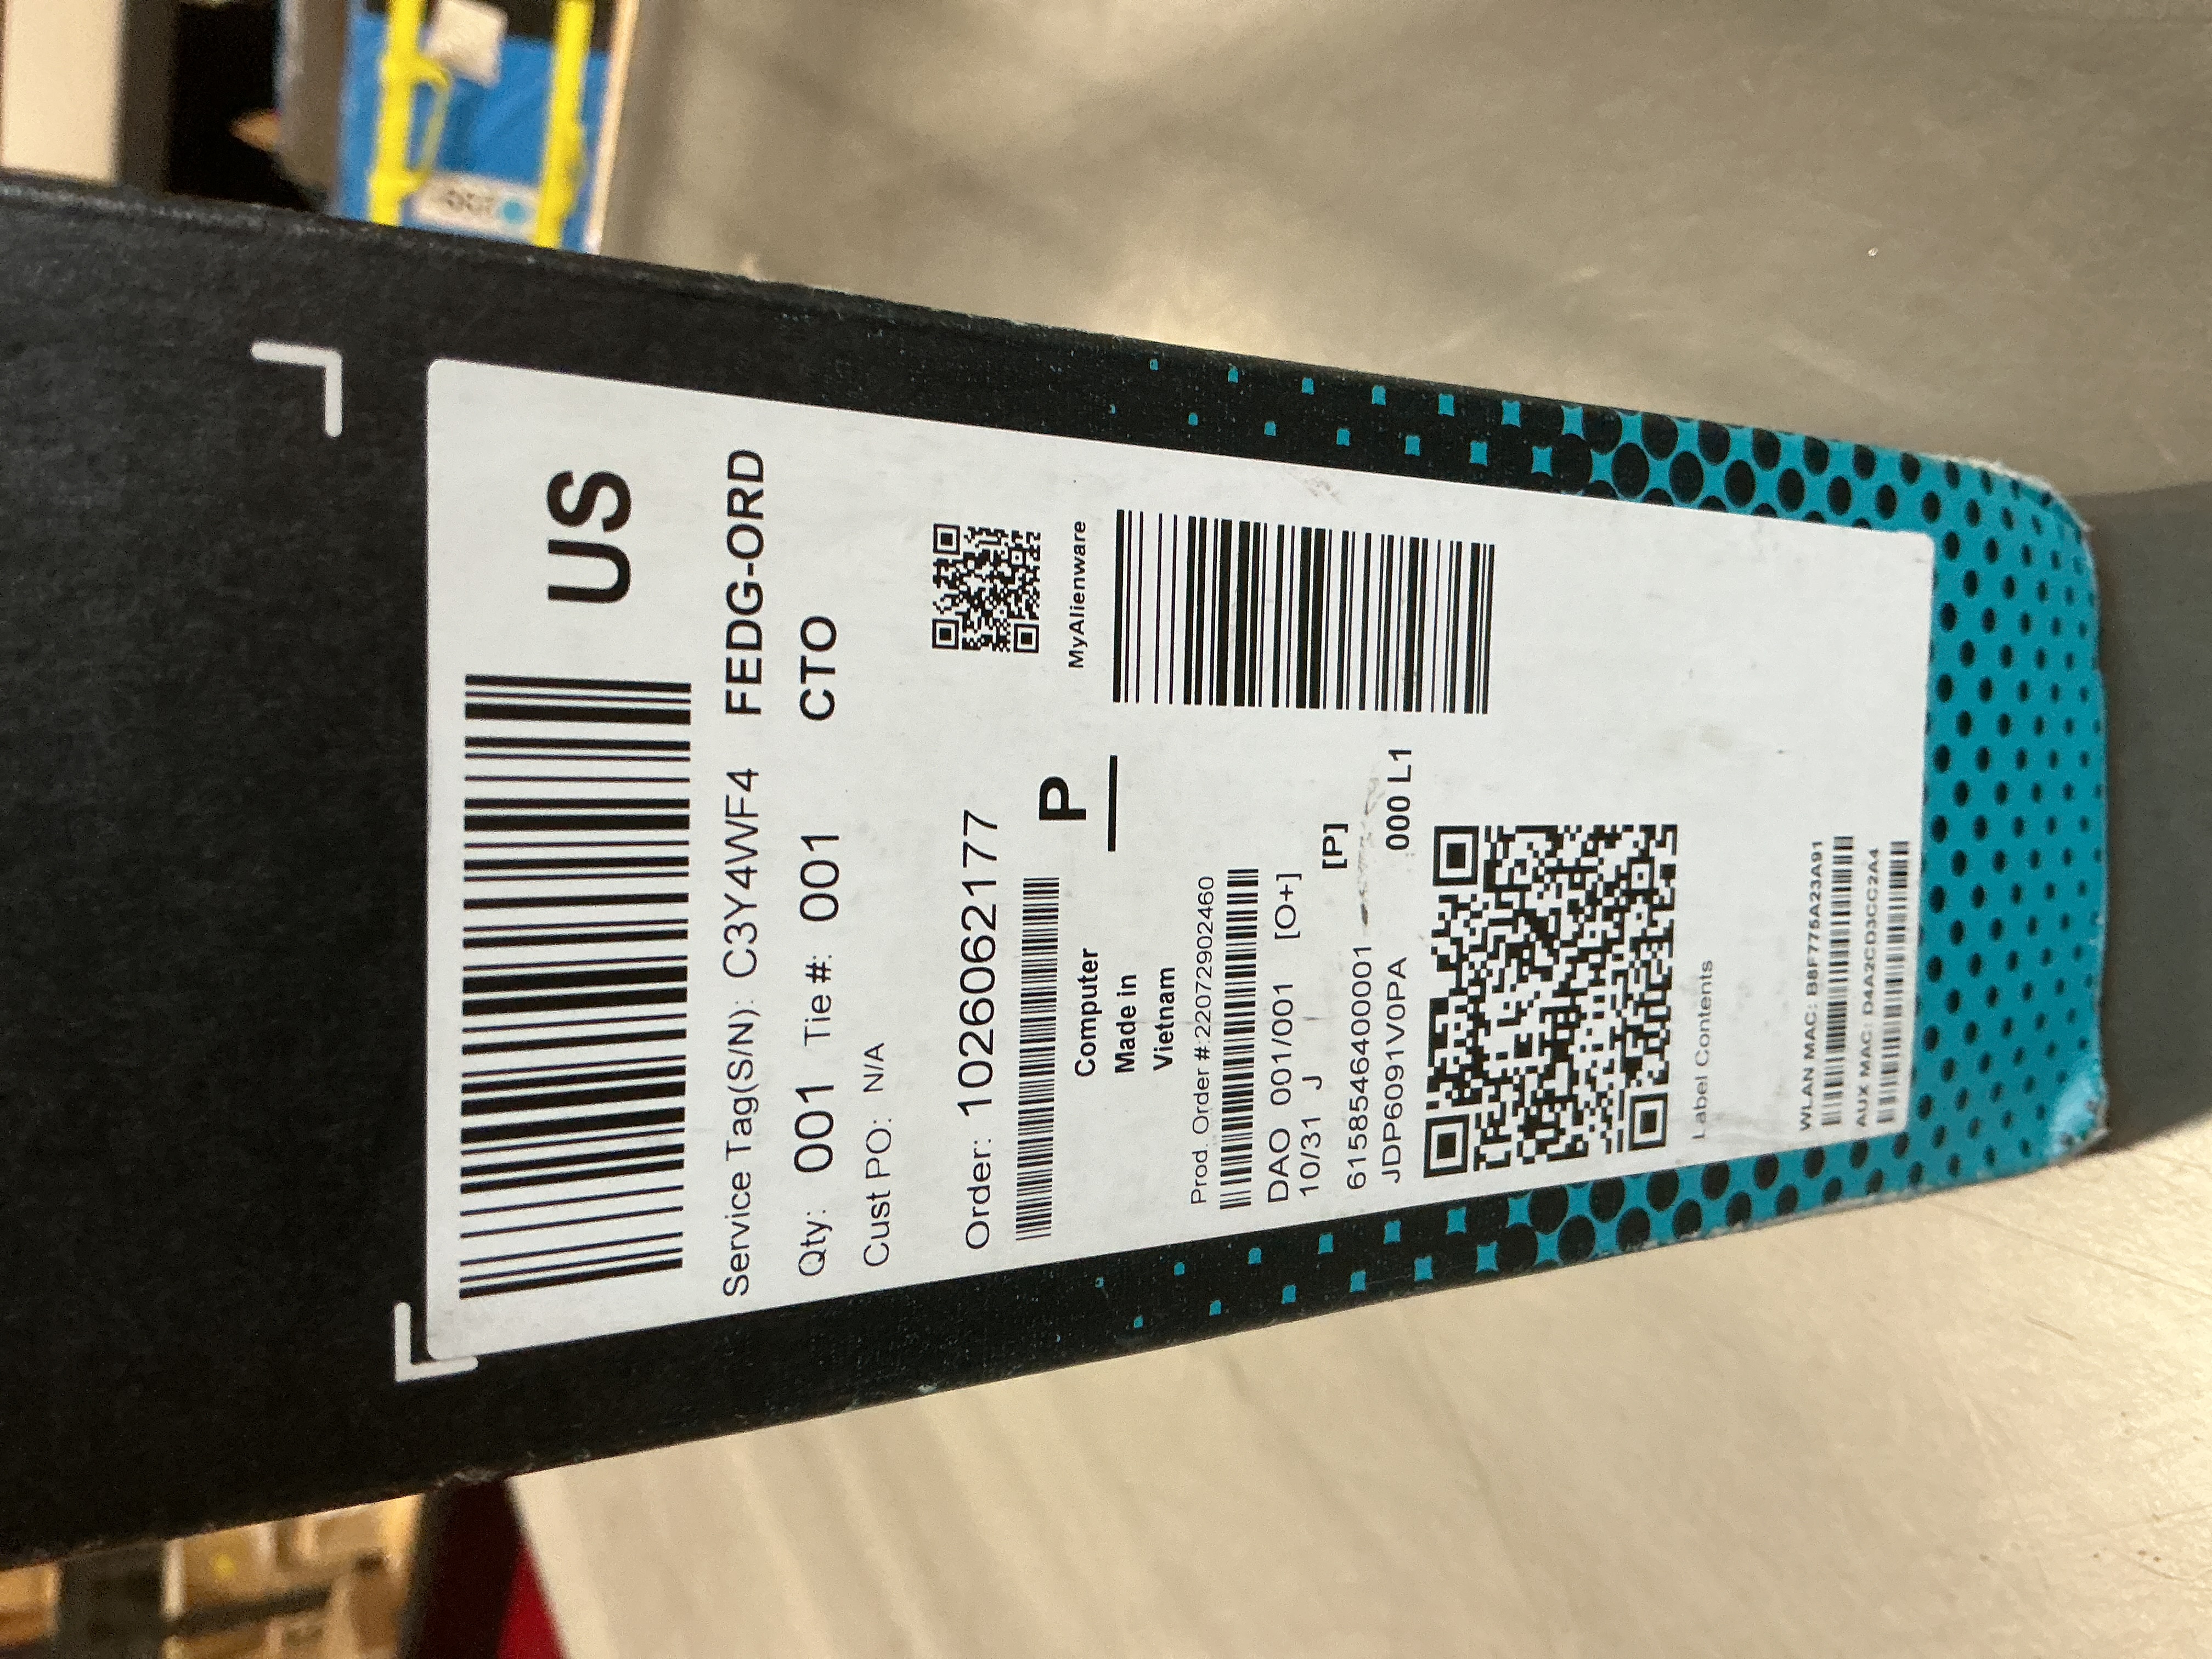 US
Service Tag(S/N): C3Y4WF4 FEDG-ORD
Qty: 001 Tie #: 001 CTO
Cust PO: N/A
Order: 1026062177
P
Computer
Made in
Vietnam
MyAlienware
Prod. Order #:22072902460
DAO 001/001 [O+]
10/31 J
[P]
6158546400001
JDP6091V0PA 000 L1
Label Contents
WLAN MAC: B8F775A23A91
AUX MAC: D4A2CD3CC2A4